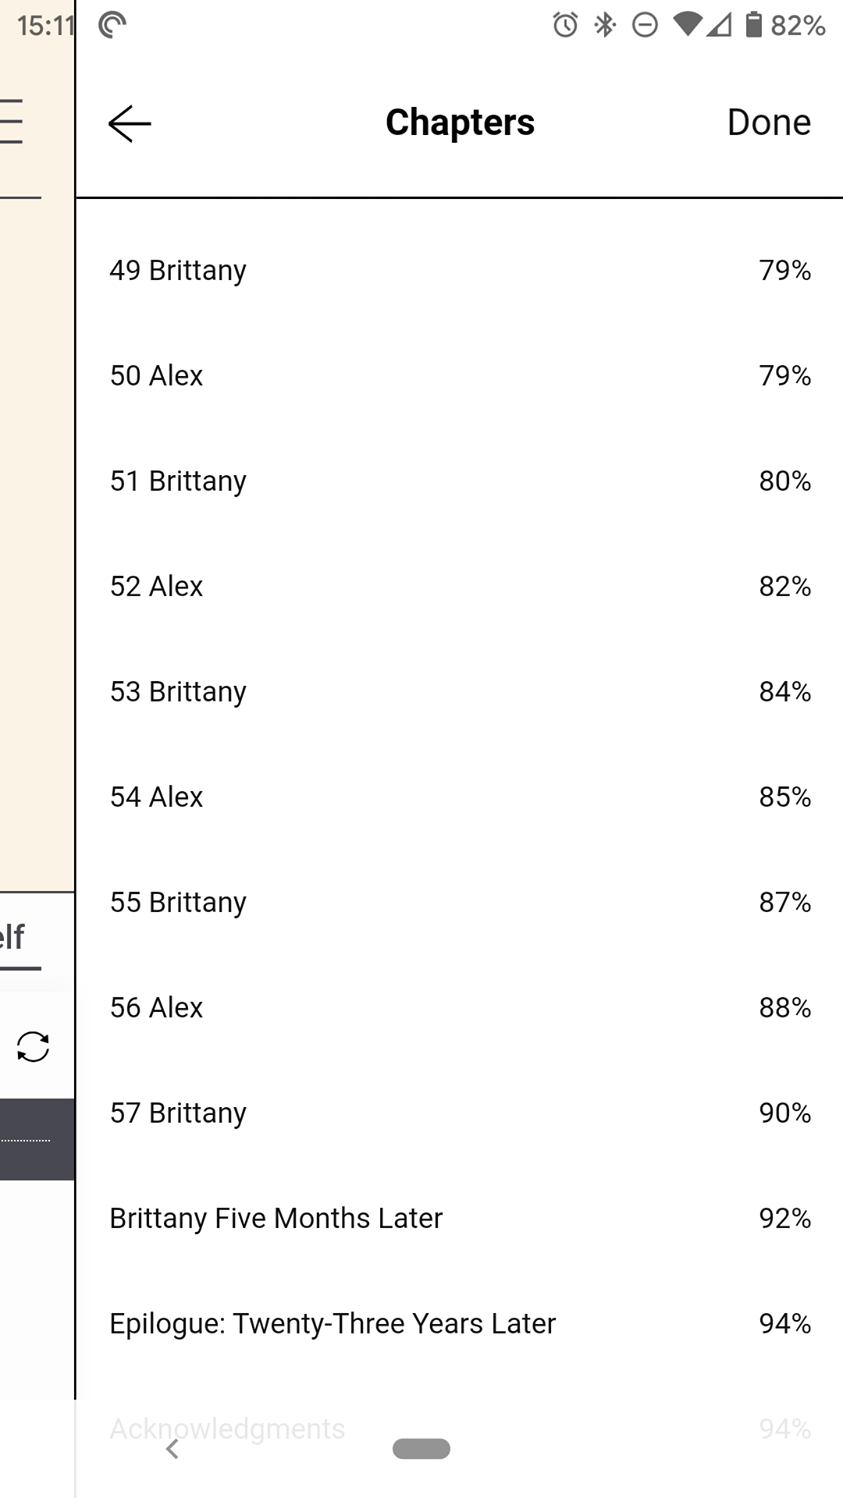 15:11 82%
Chapters Done
49 Brittany 79%
50 Alex 79%
51 Brittany 80%
52 Alex 82%
53 Brittany 84%
54 Alex 85%
55 Brittany 87%
elf
56 Alex 88%
57 Brittany 90%
Brittany Five Months Later 92%
Epilogue: Twenty-Three Years Later 94%
Acknowledgments 94%